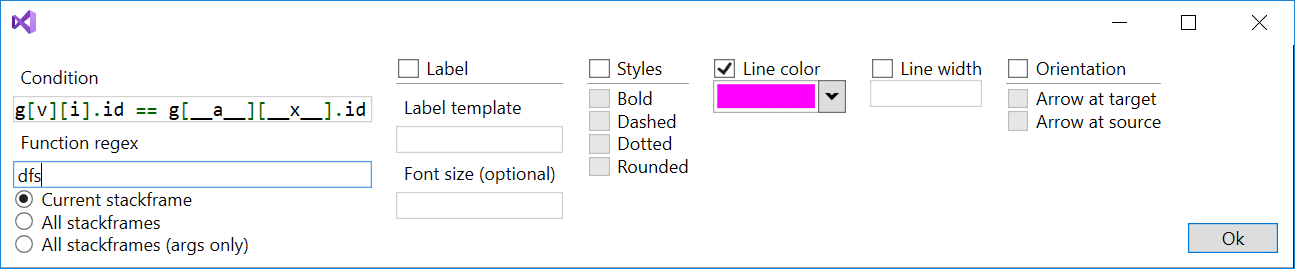 Condition
g[v][i].id == g[__a__][__x__].id
Function regex
dfs
Current stackframe
All stackframes
All stackframes (args only)
Label
Label template
Font size (optional)
Styles
Bold
Dashed
Dotted
Rounded
Line color
Line width
Orientation
Arrow at target
Arrow at source
Ok